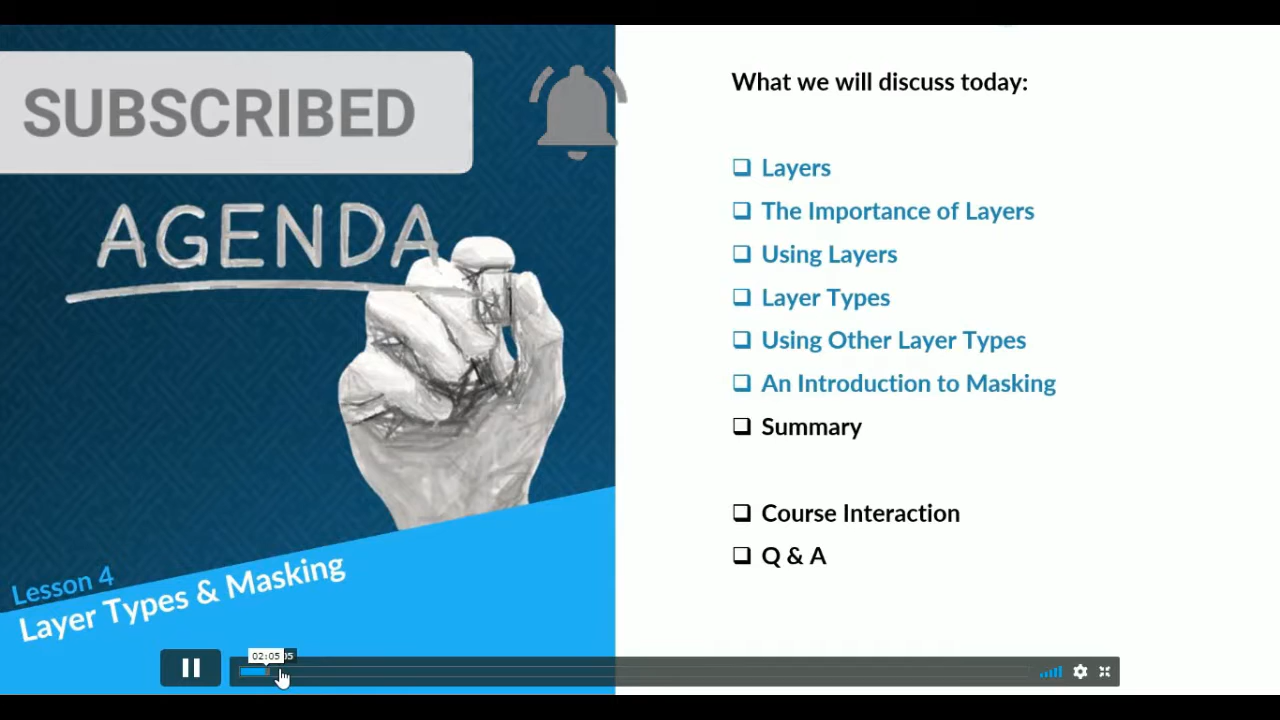 SUBSCRIBED
AGENDA
Lesson 4
Layer Types & Masking
What we will discuss today:
Layers
The Importance of Layers
Using Layers
Layer Types
Using Other Layer Types
An Introduction to Masking
Summary
Course Interaction
Q & A
02:05